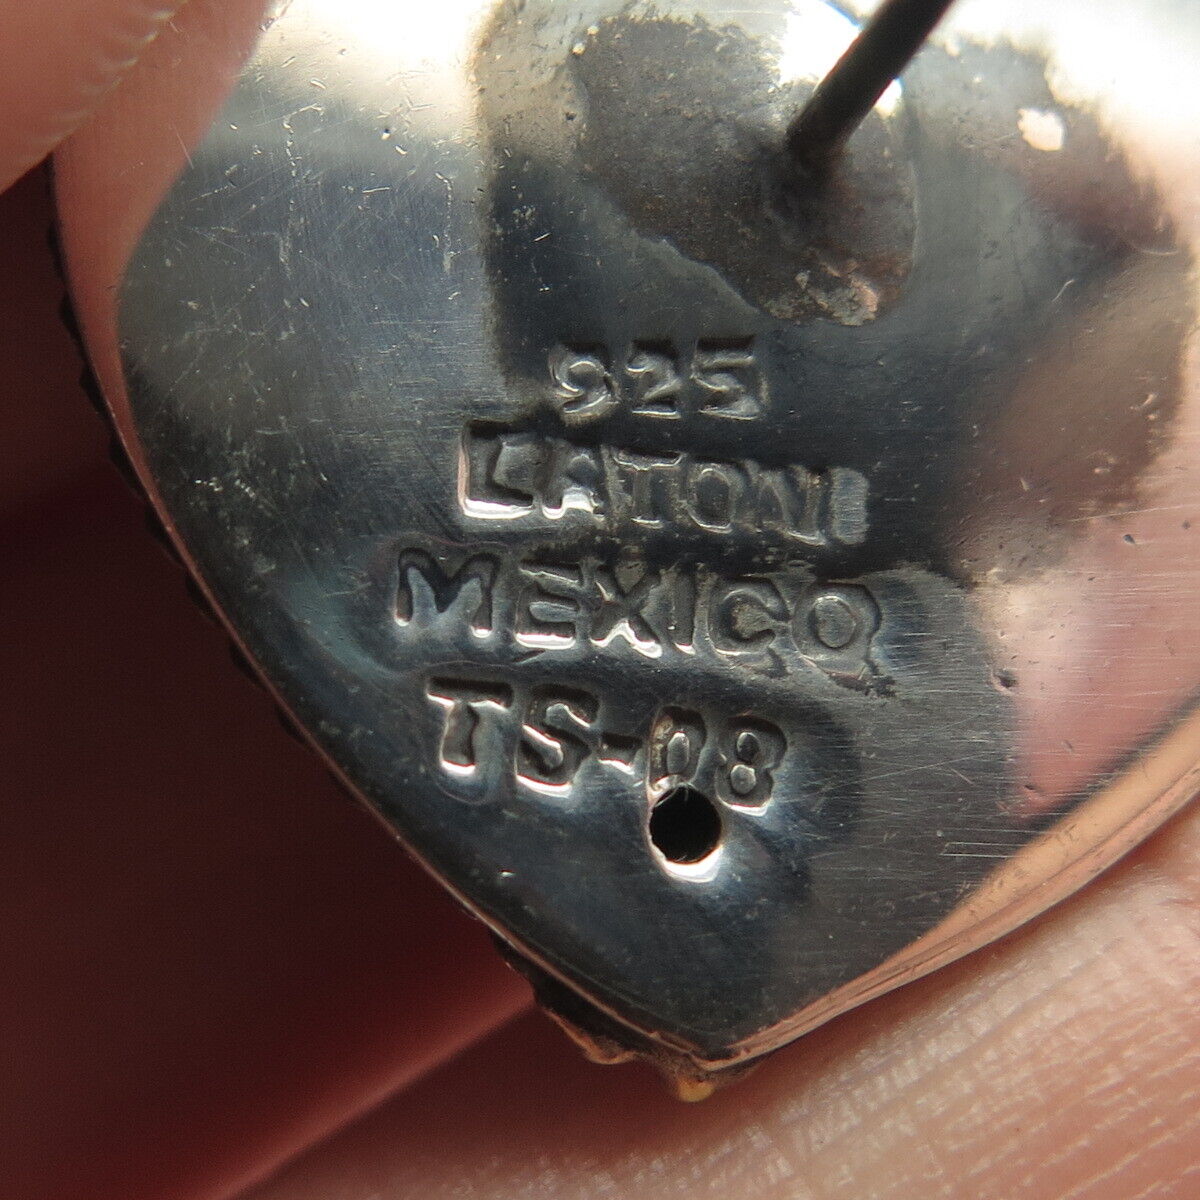 925
LATONI
MEXICO
TS-08